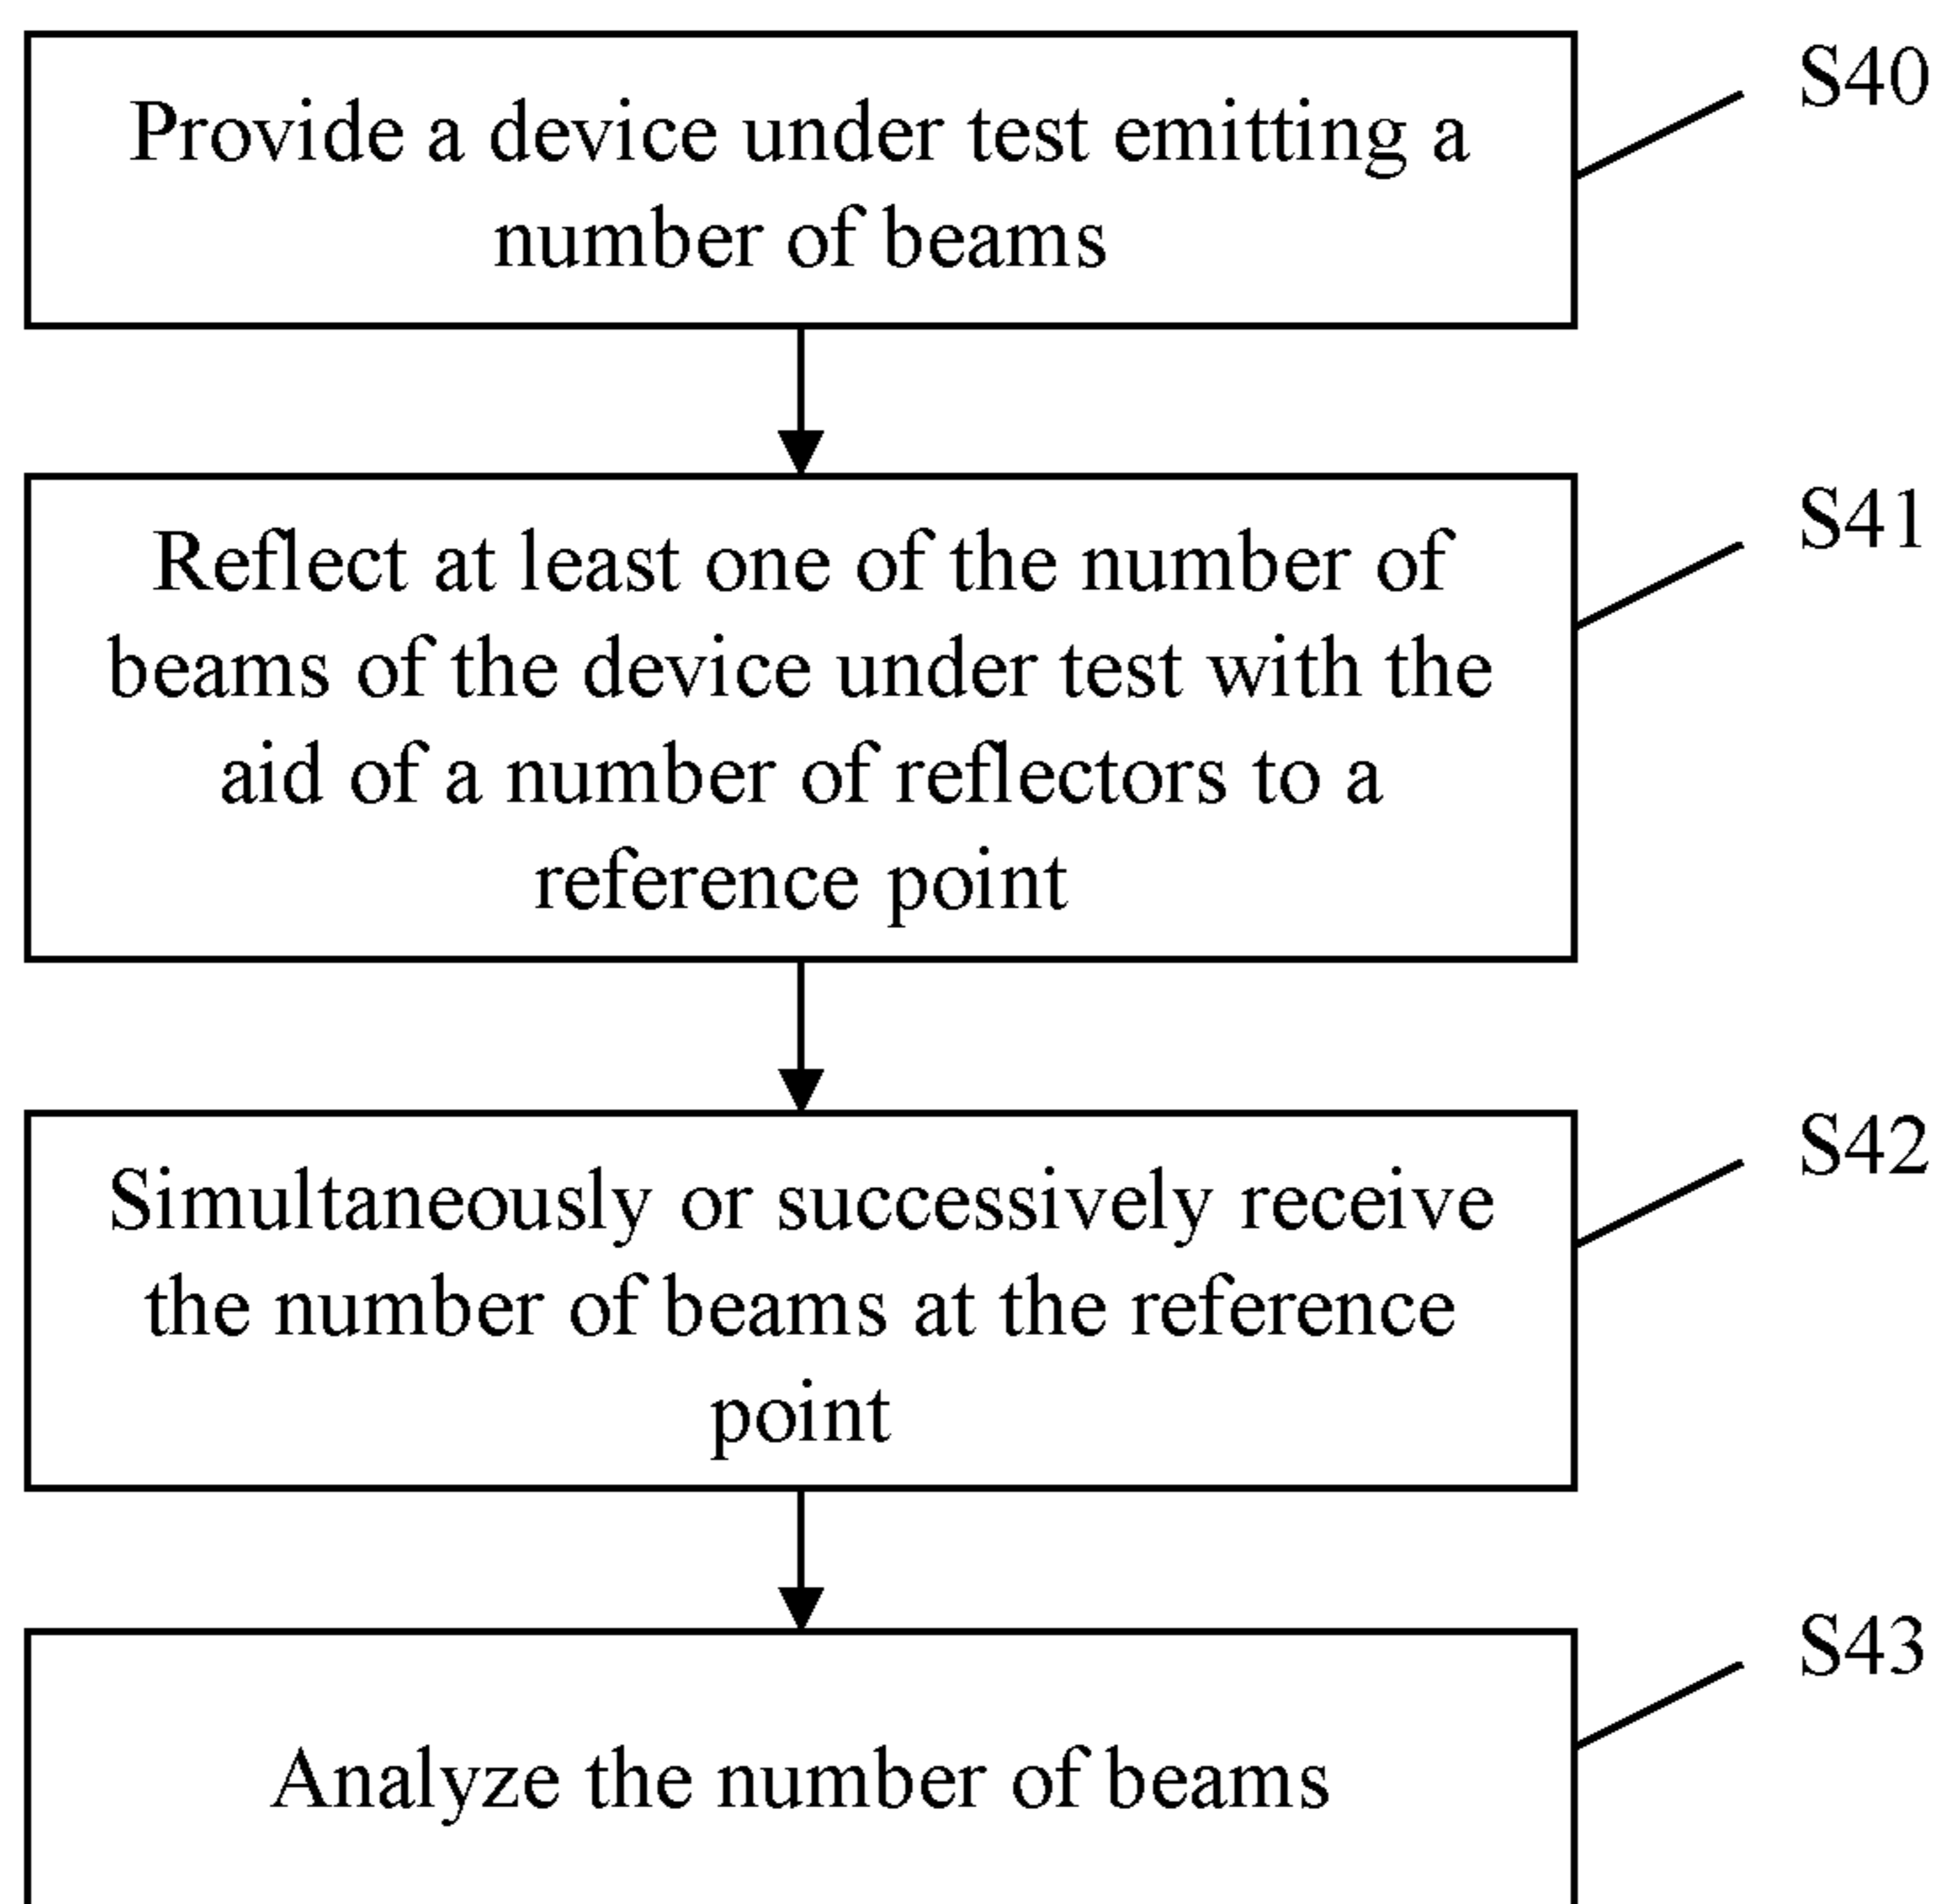 S40
Provide a device under test emitting a
number of beams
S41
Reflect at least one of the number of
beams of the device under test with the
aid of a number of reflectors to a
reference point
S42
Simultaneously or successively receive
the number of beams at the reference
point
S43
Analyze the number of beams